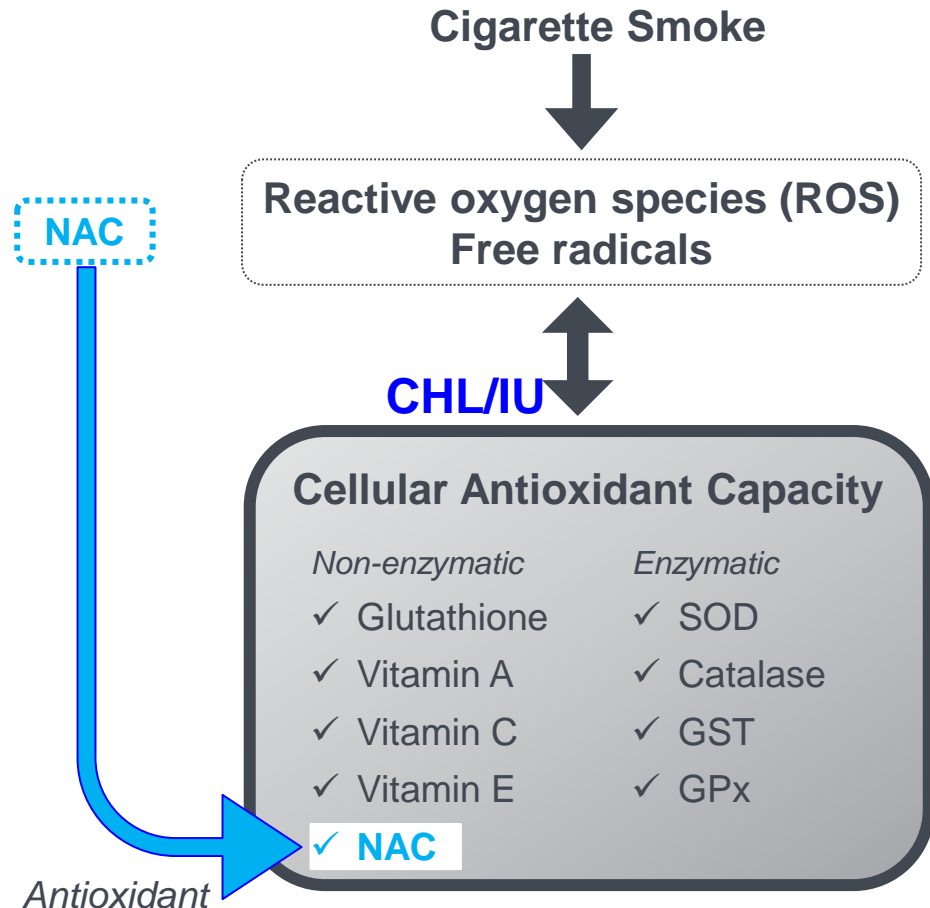 Cigarette Smoke
Reactive oxygen species (ROS)
Free radicals
NAC
CHL/IU
Cellular Antioxidant Capacity
Non-enzymatic Enzymatic
✓ Glutathione ✓ SOD
✓ Vitamin A ✓ Catalase
✓ Vitamin C ✓ GST
✓ Vitamin E ✓ GPx
✓ NAC
Antioxidant